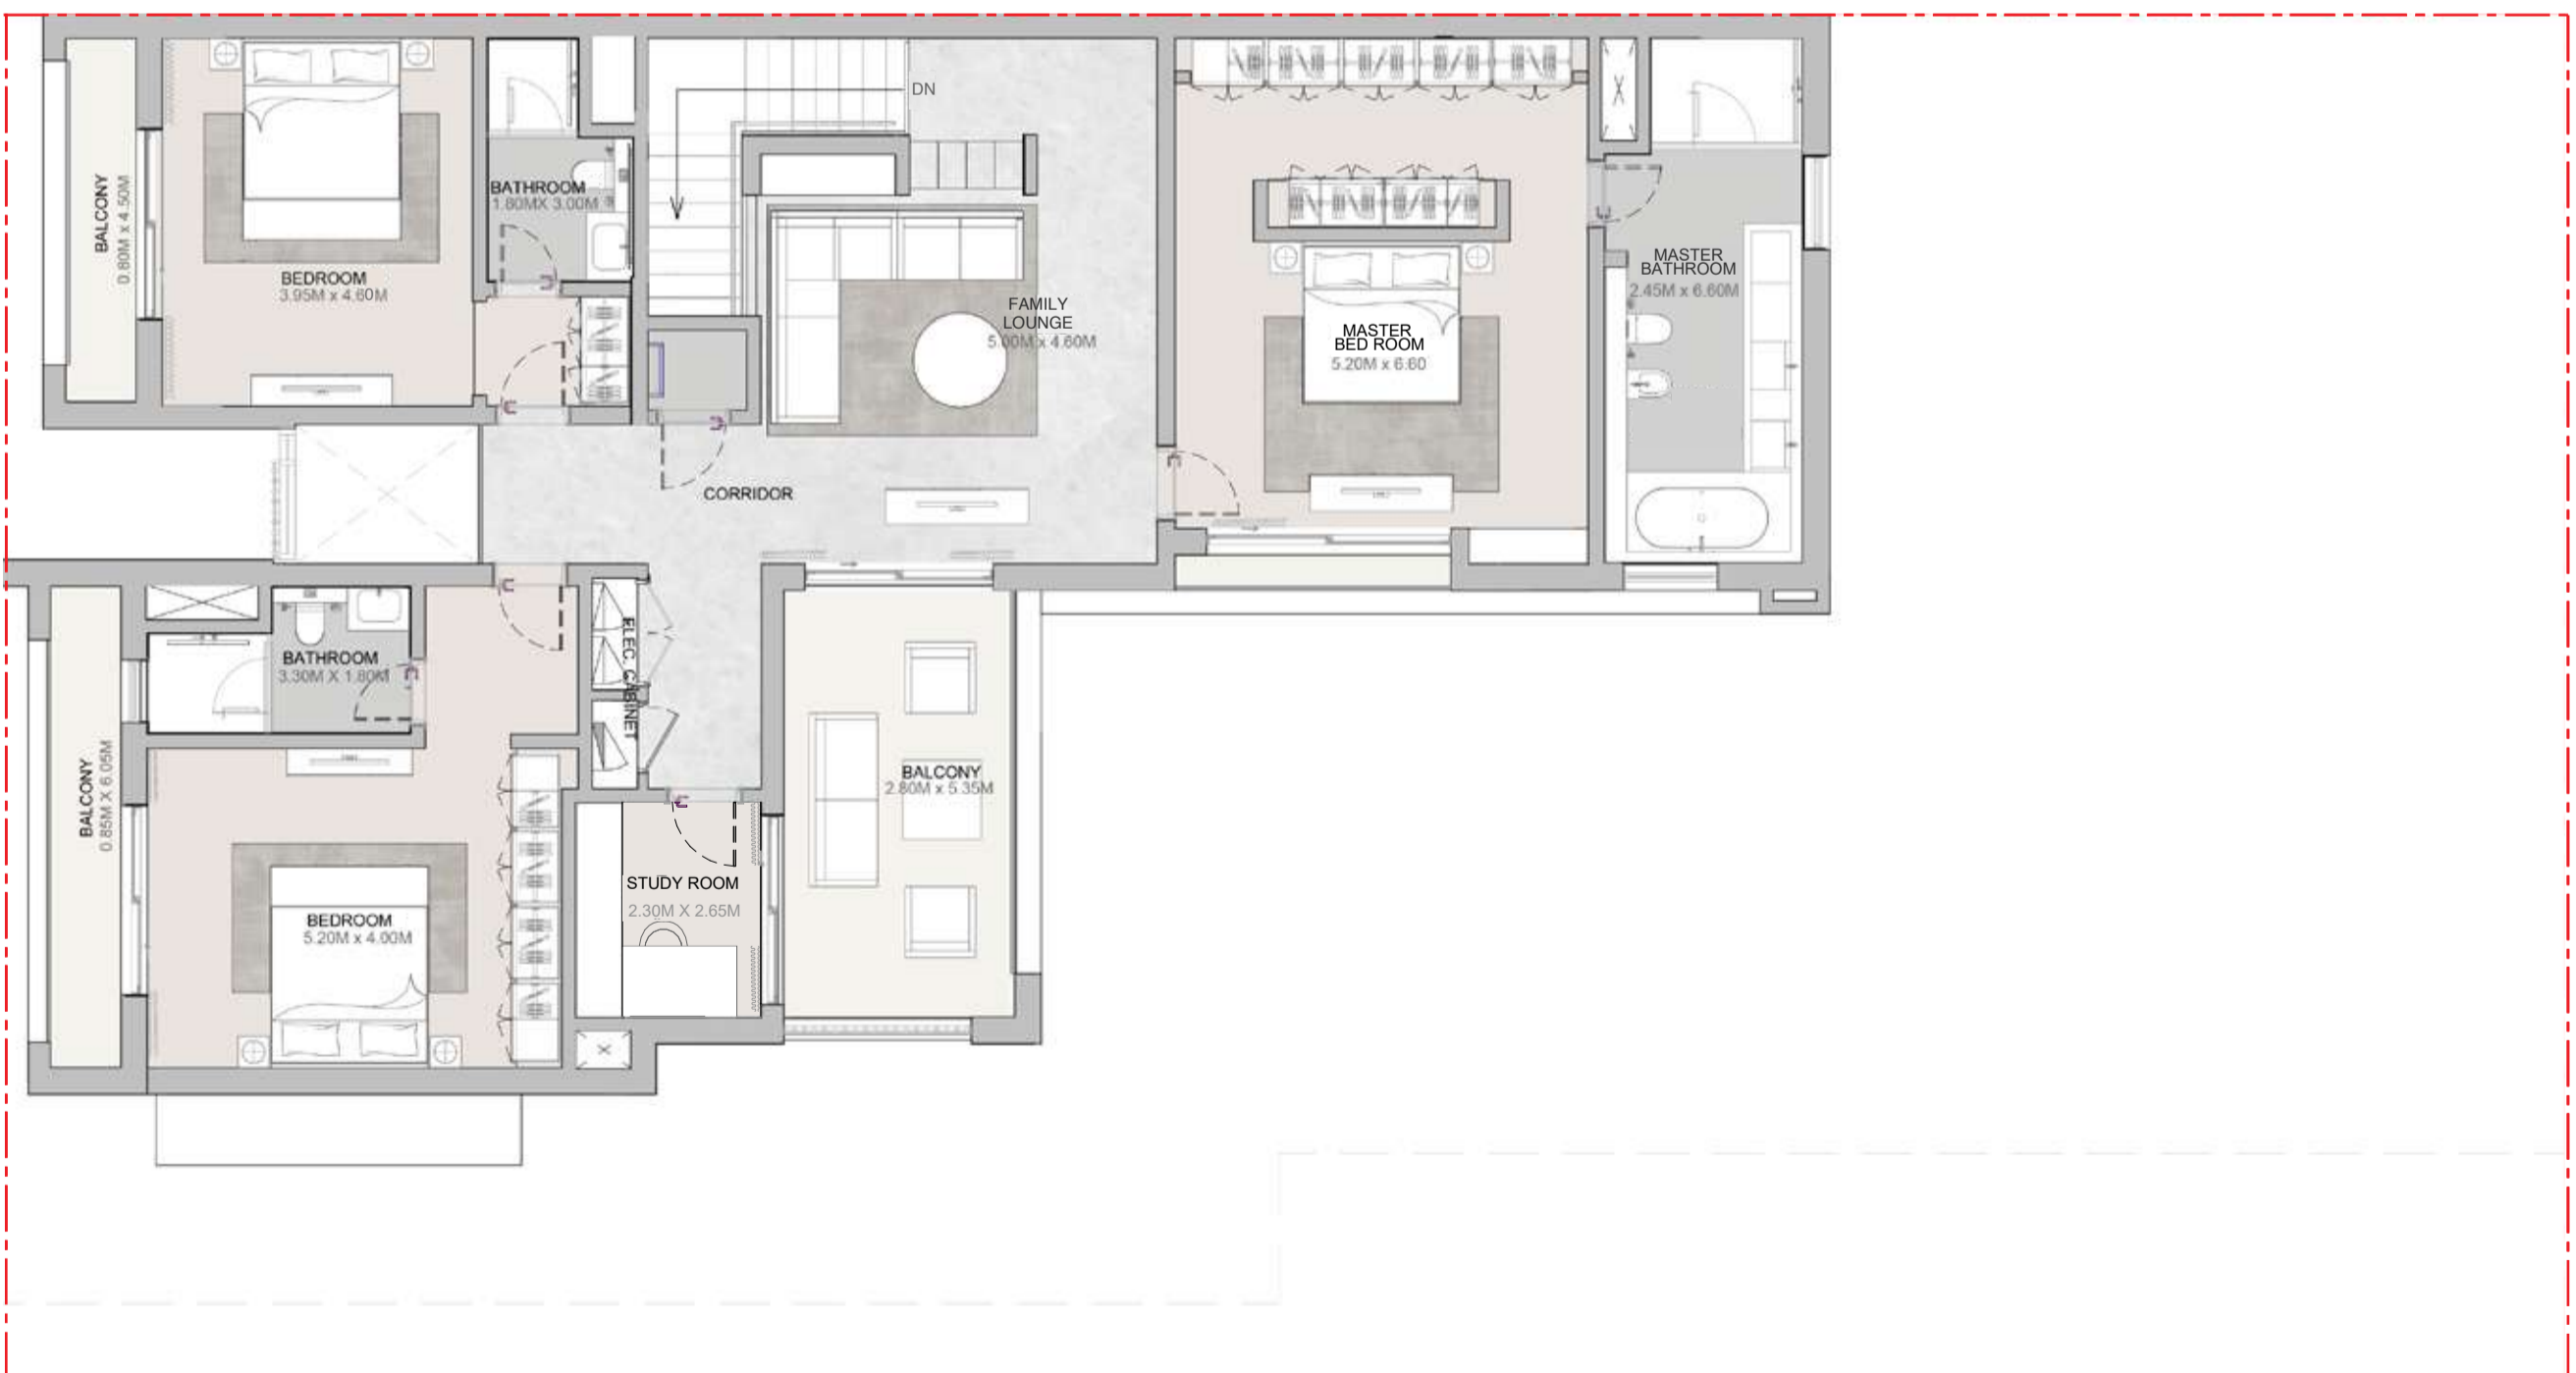 DN
BALCONY
0.80M x 4.50M
BEDROOM
3.95M x 4.60M
BATHROOM
1.80MX 3.00M
FAMILY
LOUNGE
5.00M x 4.60M
MASTER
BED ROOM
5.20M x 6.60
MASTER
BATHROOM
2.45M x 6.60M
CORRIDOR
BATHROOM
3.30M X 1.80M
ELEC. CABINET
BALCONY
0.85M X 6.05M
BEDROOM
5.20M x 4.00M
STUDY ROOM
2.30M X 2.65M
BALCONY
2.80M x 5.35M